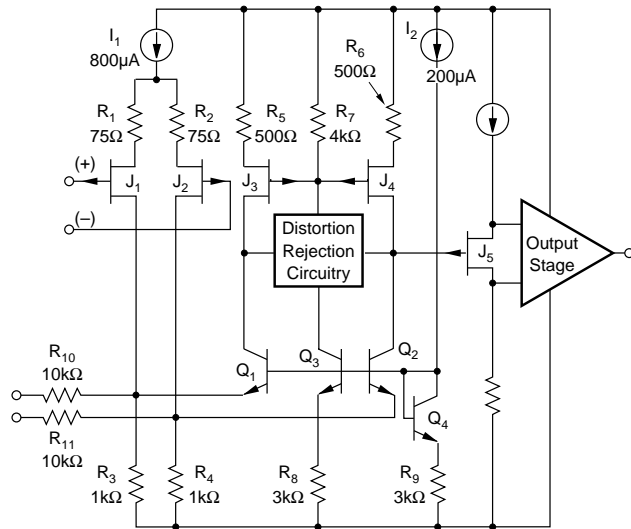 I1
800µA
I2
200µA
R6
500Ω
R1
75Ω
R2
75Ω
R5
500Ω
R7
4kΩ
(+)
J1
J2
J3
J4
(–)
Distortion
Rejection
Circuitry
J5
Output
Stage
Q1
Q3
Q2
R10
10kΩ
Q4
R11
10kΩ
R3
1kΩ
R4
1kΩ
R8
3kΩ
R9
3kΩ